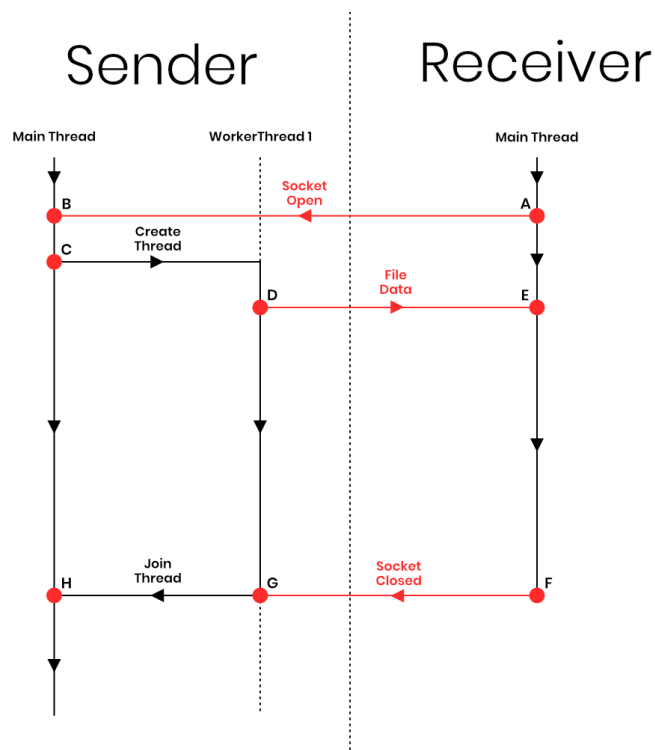 Sender
Receiver
Main Thread
WorkerThread 1
Main Thread
Socket
Open
B
A
Create
Thread
C
File
Data
D
E
Join
Thread
Socket
Closed
H
G
F